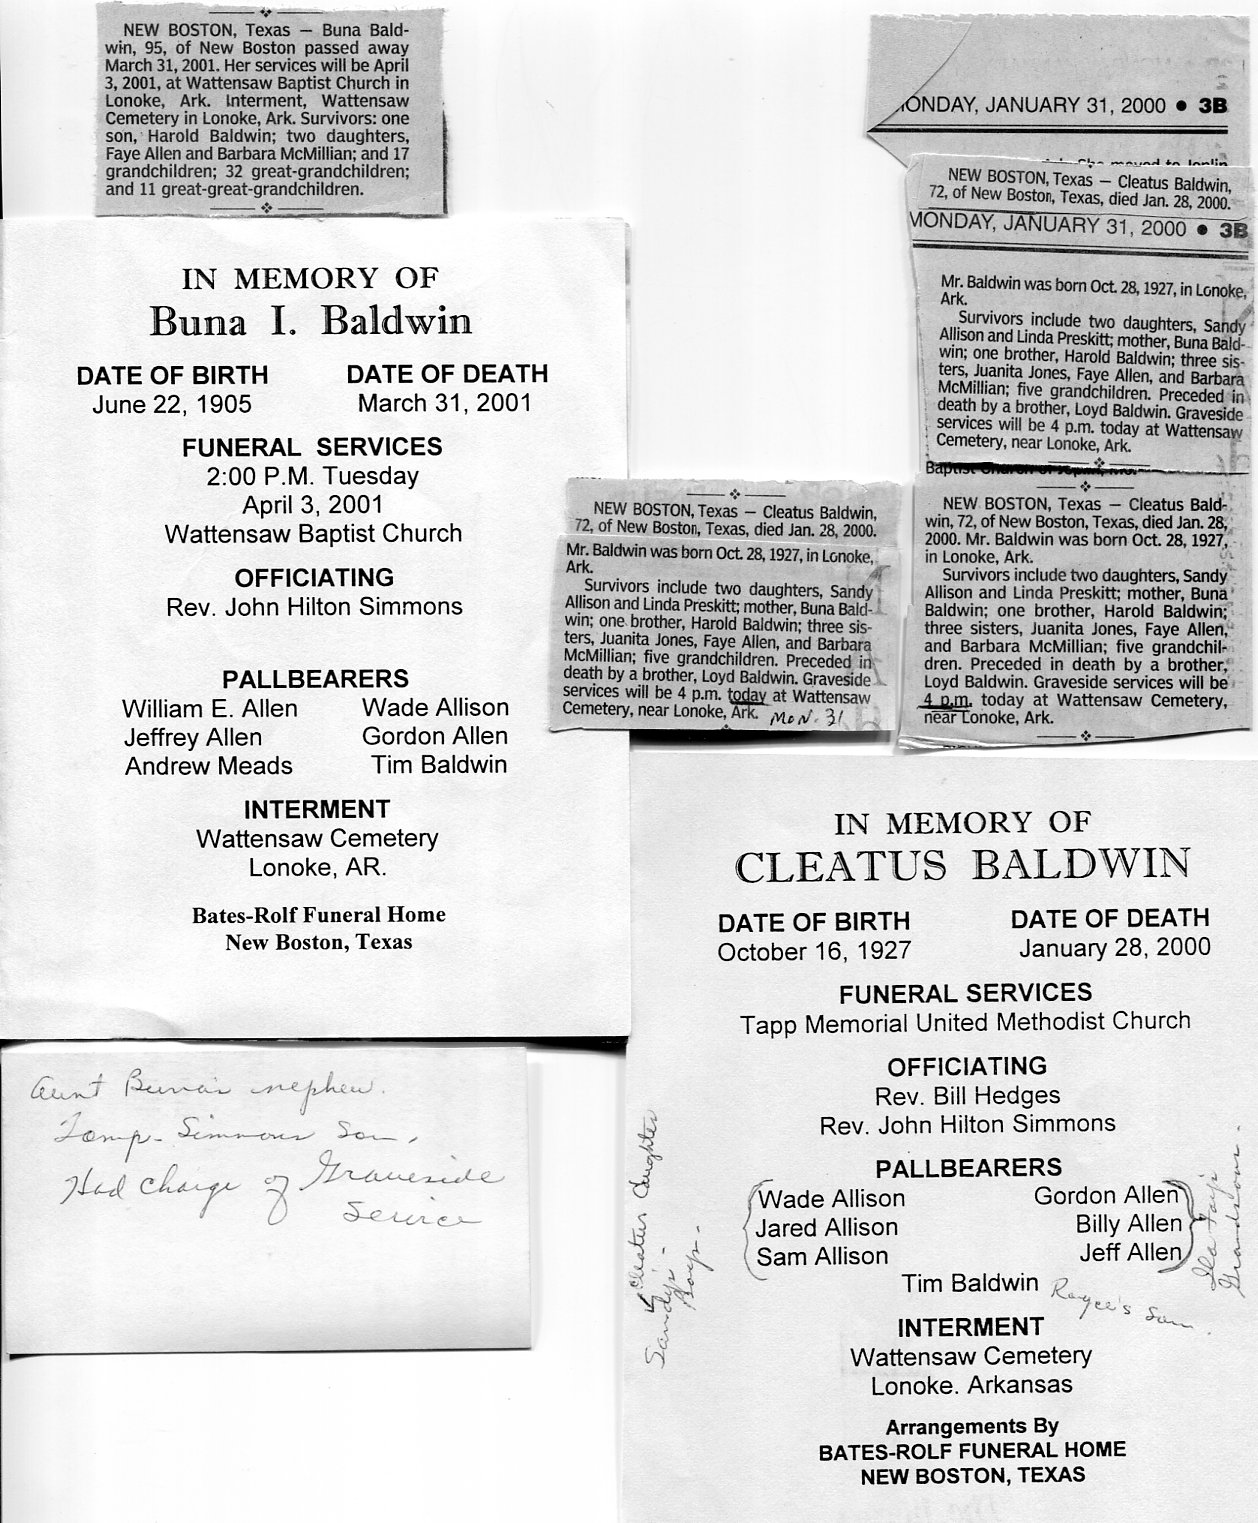 NEW BOSTON, Texas — Buna Bald-
win, 95, of New Boston passed away
March 31, 2001. Her services will be April
3, 2001, at Wattensaw Baptist Church in
Lonoke, Ark. Interment, Wattensaw
Cemetery in Lonoke, Ark. Survivors: one
son, Harold Baldwin; two daughters,
Faye Allen and Barbara McMillian; and 17
grandchildren; 32 great-grandchildren;
and 11 great-great-grandchildren.
IN MEMORY OF
Buna I. Baldwin
DATE OF BIRTH DATE OF DEATH
June 22, 1905 March 31, 2001
FUNERAL SERVICES
2:00 P.M. Tuesday
April 3, 2001
Wattensaw Baptist Church
OFFICIATING
Rev. John Hilton Simmons
PALLBEARERS
William E. Allen Wade Allison
Jeffrey Allen Gordon Allen
Andrew Meads Tim Baldwin
INTERMENT
Wattensaw Cemetery
Lonoke, AR.
Bates-Rolf Funeral Home
New Boston, Texas
Aunt Buna's nephew.
Tomp- Simmons Son,
Had charge of Graveside
Service
MONDAY, JANUARY 31, 2000 ● 3B
She moved to Joplin
NEW BOSTON, Texas — Cleatus Baldwin,
72, of New Boston, Texas, died Jan. 28, 2000.
MONDAY, JANUARY 31, 2000 ● 3B
Mr. Baldwin was born Oct. 28, 1927, in Lonoke,
Ark.
Survivors include two daughters, Sandy
Allison and Linda Preskitt; mother, Buna Bald-
win; one brother, Harold Baldwin; three sis-
ters, Juanita Jones, Faye Allen, and Barbara
McMillian; five grandchildren. Preceded in
death by a brother, Loyd Baldwin. Graveside
services will be 4 p.m. today at Wattensaw
Cemetery, near Lonoke, Ark.
Baptist Church of
NEW BOSTON, Texas — Cleatus Baldwin,
72, of New Boston, Texas, died Jan. 28, 2000.
Mr. Baldwin was born Oct. 28, 1927, in Lonoke,
Ark.
Survivors include two daughters, Sandy
Allison and Linda Preskitt; mother, Buna Bald-
win; one brother, Harold Baldwin; three sis-
ters, Juanita Jones, Faye Allen, and Barbara
McMillian; five grandchildren. Preceded in
death by a brother, Loyd Baldwin. Graveside
services will be 4 p.m. today at Wattensaw
Cemetery, near Lonoke, Ark. Mon. 31
NEW BOSTON, Texas — Cleatus Bald-
win, 72, of New Boston, Texas, died Jan. 28,
2000. Mr. Baldwin was born Oct. 28, 1927,
in Lonoke, Ark.
Survivors include two daughters, Sandy
Allison and Linda Preskitt; mother, Buna
Baldwin; one brother, Harold Baldwin;
three sisters, Juanita Jones, Faye Allen,
and Barbara McMillian; five grandchil-
dren. Preceded in death by a brother,
Loyd Baldwin. Graveside services will be
4 p.m. today at Wattensaw Cemetery,
near Lonoke, Ark.
IN MEMORY OF
CLEATUS BALDWIN
DATE OF BIRTH DATE OF DEATH
October 16, 1927 January 28, 2000
FUNERAL SERVICES
Tapp Memorial United Methodist Church
OFFICIATING
Rev. Bill Hedges
Rev. John Hilton Simmons
PALLBEARERS
Wade Allison Gordon Allen
Jared Allison Billy Allen
Sam Allison Jeff Allen
Cleatus daughter
Sandy's -
Boys -
Ila Fay's
Grandsons -
Tim Baldwin Royce's Son.
INTERMENT
Wattensaw Cemetery
Lonoke. Arkansas
Arrangements By
BATES-ROLF FUNERAL HOME
NEW BOSTON, TEXAS